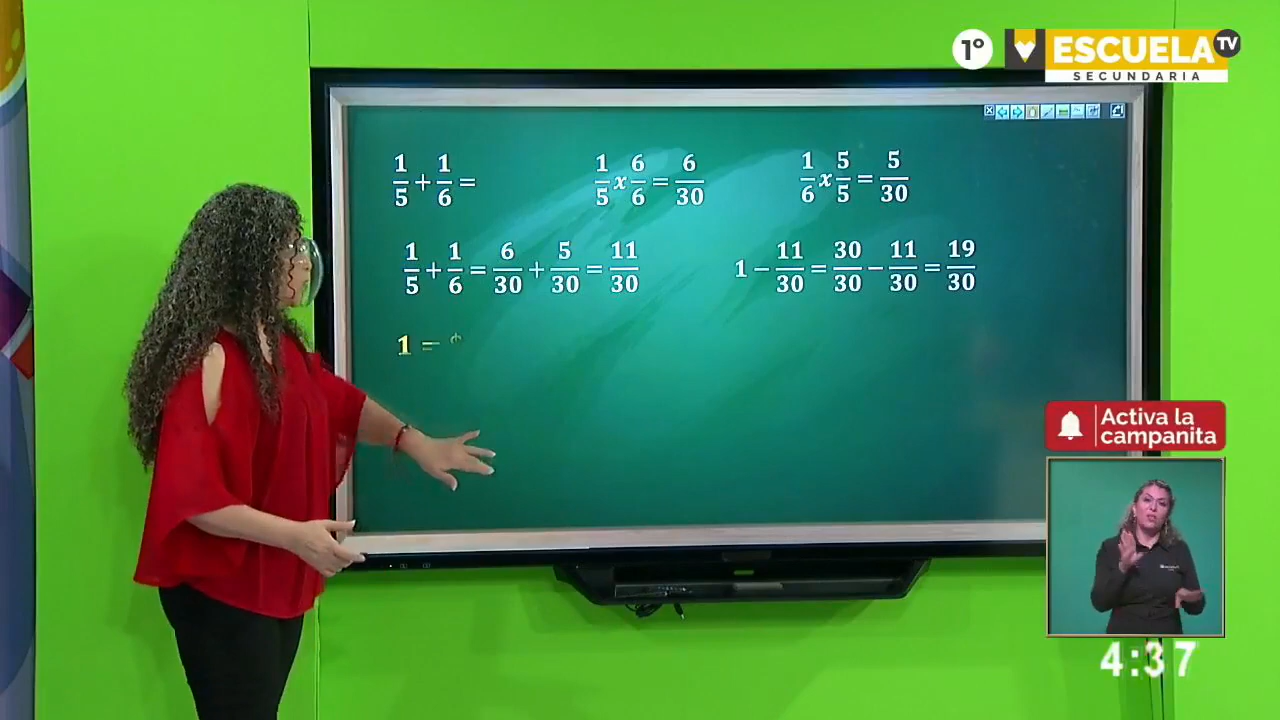 1º ESCUELA TV
SECUNDARIA
1/5 + 1/6 =
1/5 x 6/6 = 6/30
1/6 x 5/5 = 5/30
1/5 + 1/6 = 6/30 + 5/30 = 11/30
1 − 11/30 = 30/30 − 11/30 = 19/30
1 =
Activa la
campanita
4:37